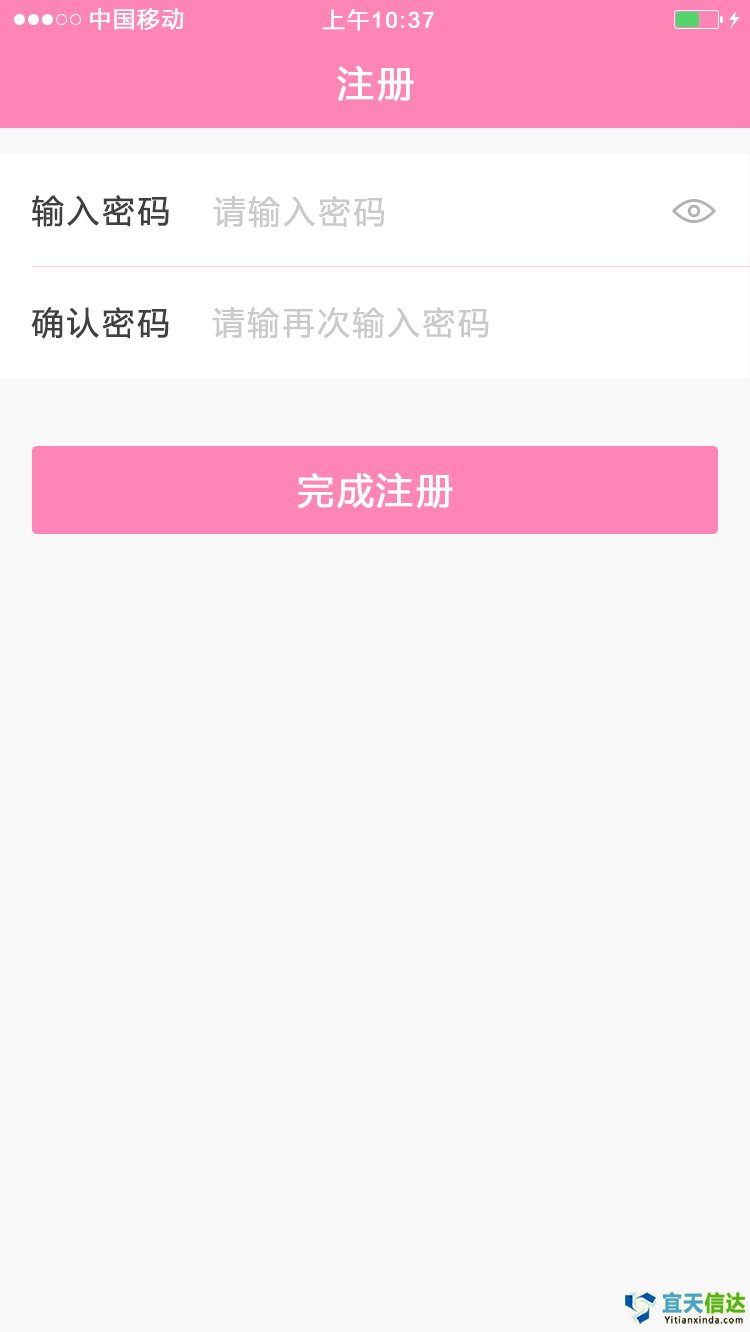 中国移动 上午10:37
注册
输入密码 请输入密码
确认密码 请输再次输入密码
完成注册
宜天信达
Yitianxinda.com